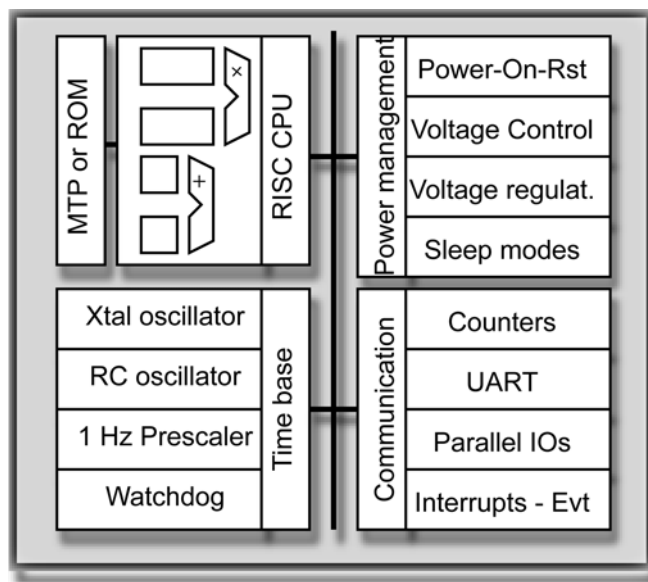 MTP or ROM
×
+
RISC CPU
Power management
Power-On-Rst
Voltage Control
Voltage regulat.
Sleep modes
Xtal oscillator
RC oscillator
1 Hz Prescaler
Watchdog
Time base
Communication
Counters
UART
Parallel IOs
Interrupts - Evt